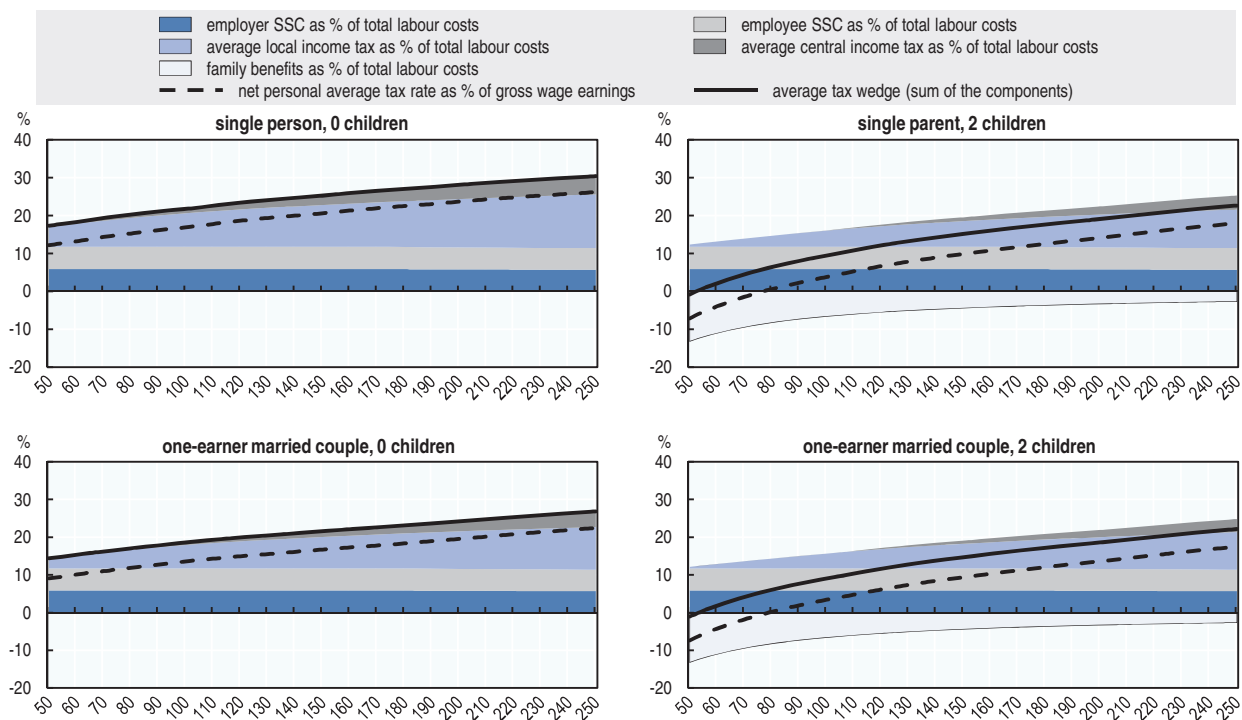 employer SSC as % of total labour costs
employee SSC as % of total labour costs
average local income tax as % of total labour costs
average central income tax as % of total labour costs
family benefits as % of total labour costs
net personal average tax rate as % of gross wage earnings
average tax wedge (sum of the components)
%
single person, 0 children
40
30
20
10
0
-10
-20
50 60 70 80 90 100 110 120 130 140 150 160 170 180 190 200 210 220 230 240 250
%
single parent, 2 children
40
30
20
10
0
-10
-20
50 60 70 80 90 100 110 120 130 140 150 160 170 180 190 200 210 220 230 240 250
%
one-earner married couple, 0 children
40
30
20
10
0
-10
-20
50 60 70 80 90 100 110 120 130 140 150 160 170 180 190 200 210 220 230 240 250
%
one-earner married couple, 2 children
40
30
20
10
0
-10
-20
50 60 70 80 90 100 110 120 130 140 150 160 170 180 190 200 210 220 230 240 250